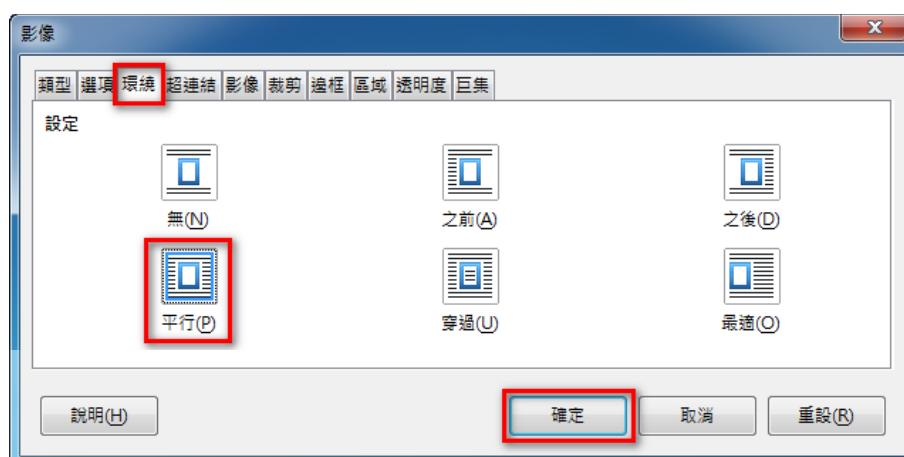 影像
類型 選項 環繞 超連結 影像 裁剪 邊框 區域 透明度 巨集
設定
無(N) 之前(A) 之後(D)
平行(P) 穿過(U) 最適(O)
說明(H) 確定 取消 重設(R)